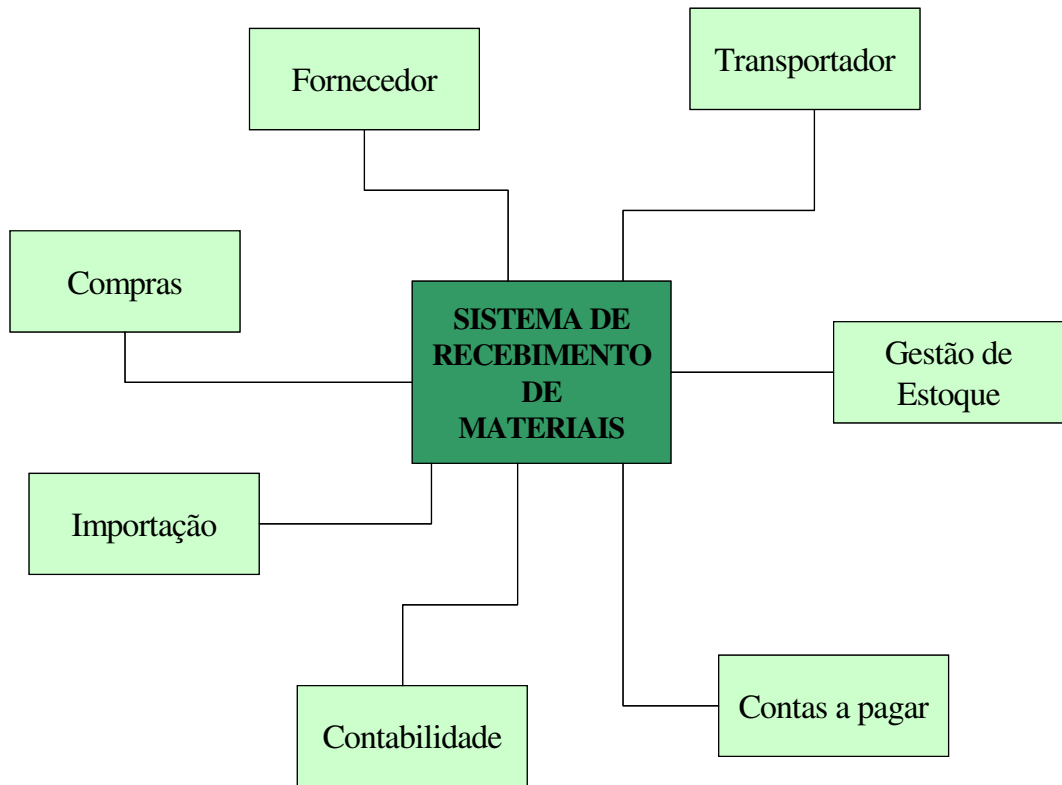 Transportador
Fornecedor
Compras
SISTEMA DE
RECEBIMENTO
DE
MATERIAIS
Gestão de
Estoque
Importação
Contas a pagar
Contabilidade